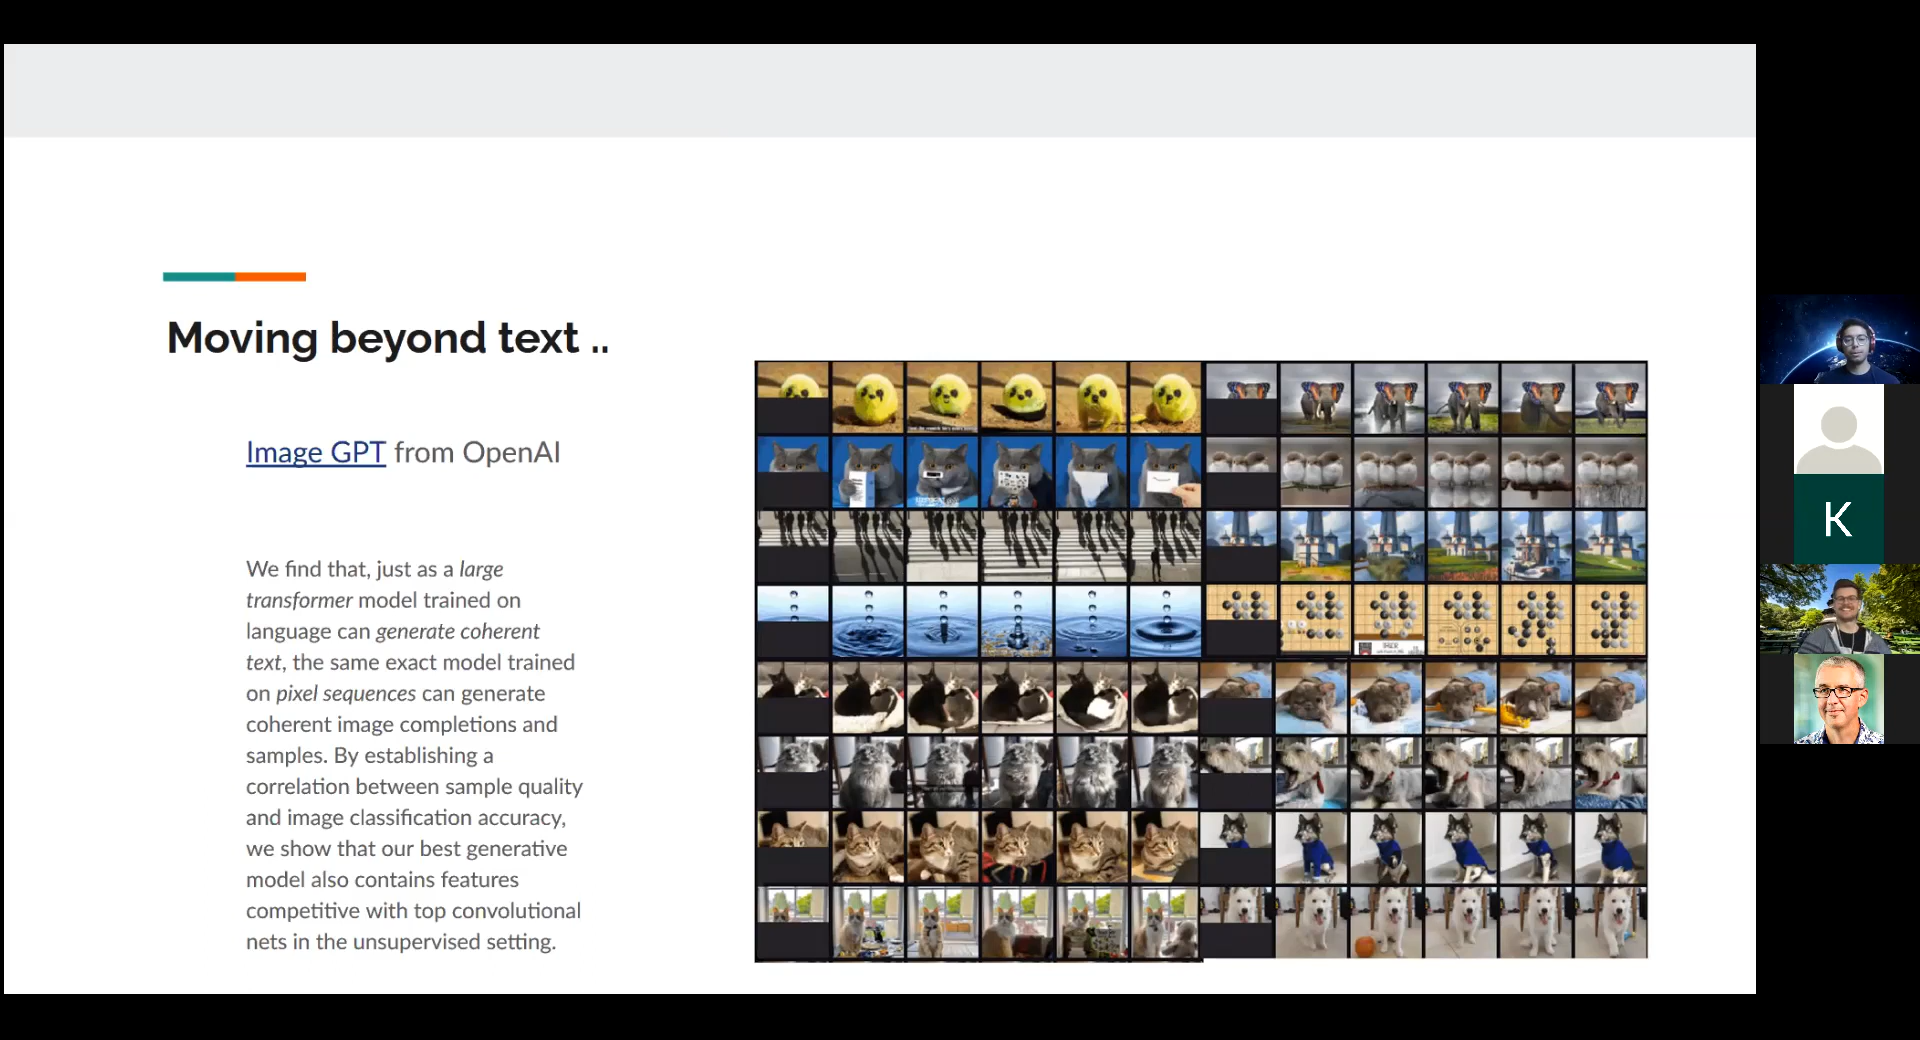 Moving beyond text ..
Image GPT from OpenAI
We find that, just as a large
transformer model trained on
language can generate coherent
text, the same exact model trained
on pixel sequences can generate
coherent image completions and
samples. By establishing a
correlation between sample quality
and image classification accuracy,
we show that our best generative
model also contains features
competitive with top convolutional
nets in the unsupervised setting.
K